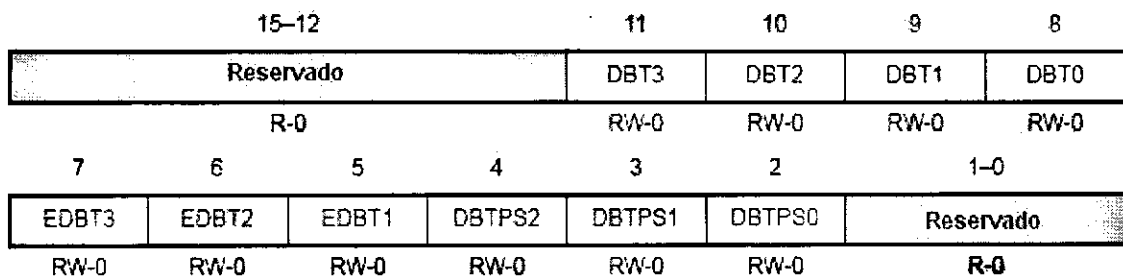 15–12 11 10 9 8
Reservado DBT3 DBT2 DBT1 DBT0
R-0 RW-0 RW-0 RW-0 RW-0
7 6 5 4 3 2 1–0
EDBT3 EDBT2 EDBT1 DBTPS2 DBTPS1 DBTPS0 Reservado
RW-0 RW-0 RW-0 RW-0 RW-0 RW-0 R-0